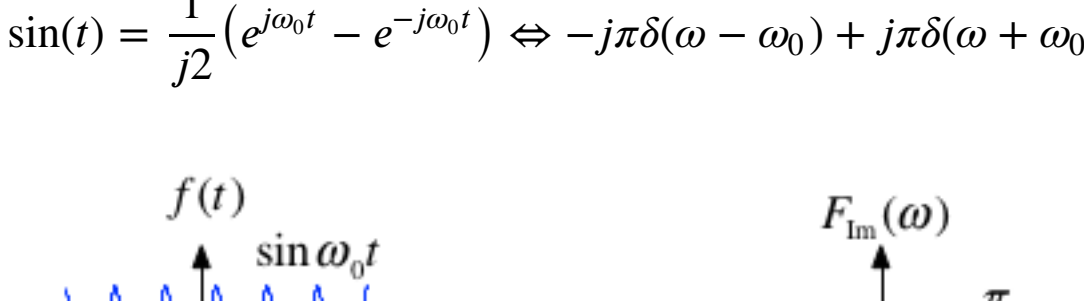 sin(t) = 1/j2 (e^{jω₀t} − e^{−jω₀t}) ⇔ −jπδ(ω − ω₀) + jπδ(ω + ω₀
f(t)
F_Im(ω)
sin ω₀t
π